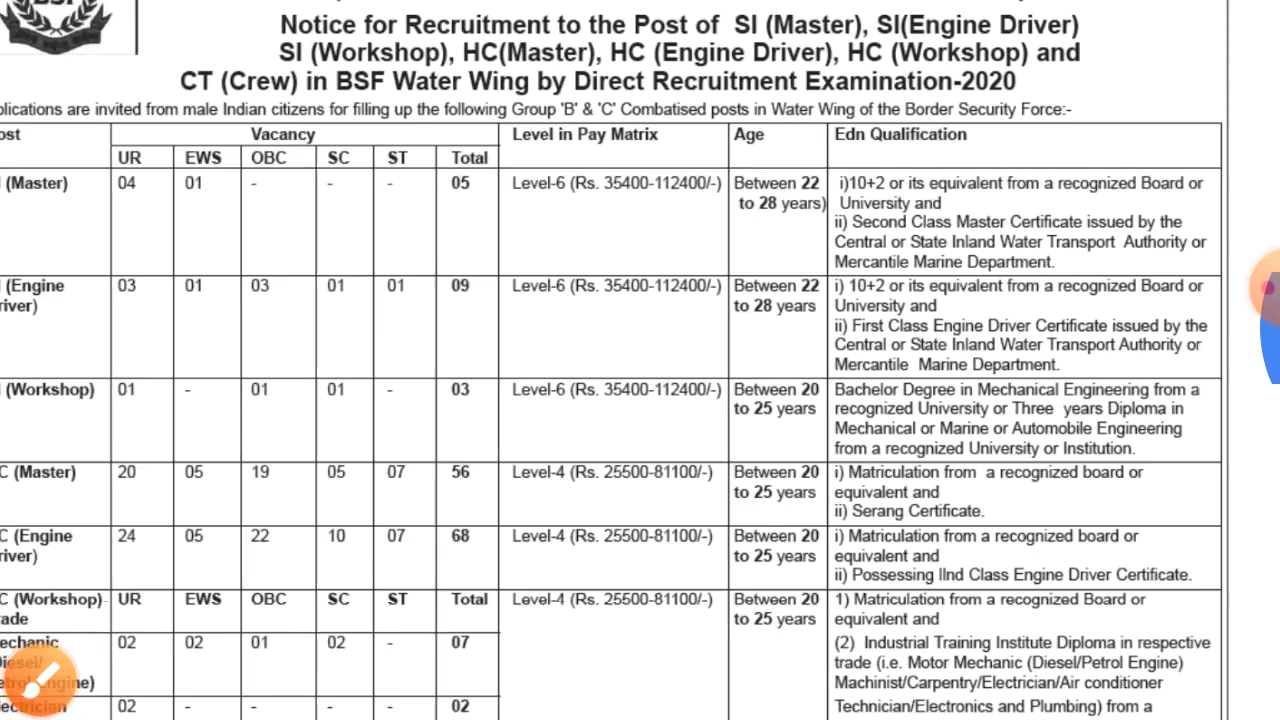 Notice for Recruitment to the Post of SI (Master), SI(Engine Driver)
SI (Workshop), HC(Master), HC (Engine Driver), HC (Workshop) and
CT (Crew) in BSF Water Wing by Direct Recruitment Examination-2020
are invited from male Indian citizens for filling up the following Group 'B' & 'C' Combatised posts in Water Wing of the Border Security Force:-
Vacancy Level in Pay Matrix Age Edn Qualification
UR EWS OBC SC ST Total
(Master) 04 01 - - - 05 Level-6 (Rs. 35400-112400/-) Between 22 i)10+2 or its equivalent from a recognized Board or
to 28 years) University and
ii) Second Class Master Certificate issued by the
Central or State Inland Water Transport Authority or
Mercantile Marine Department.
(Engine 03 01 03 01 01 09 Level-6 (Rs. 35400-112400/-) Between 22 i) 10+2 or its equivalent from a recognized Board or
to 28 years University and
ii) First Class Engine Driver Certificate issued by the
Central or State Inland Water Transport Authority or
Mercantile Marine Department.
(Workshop) 01 - 01 01 - 03 Level-6 (Rs. 35400-112400/-) Between 20 Bachelor Degree in Mechanical Engineering from a
to 25 years recognized University or Three years Diploma in
Mechanical or Marine or Automobile Engineering
from a recognized University or Institution.
(Master) 20 05 19 05 07 56 Level-4 (Rs. 25500-81100/-) Between 20 i) Matriculation from a recognized board or
to 25 years equivalent and
ii) Serang Certificate.
(Engine 24 05 22 10 07 68 Level-4 (Rs. 25500-81100/-) Between 20 i) Matriculation from a recognized board or
to 25 years equivalent and
ii) Possessing IInd Class Engine Driver Certificate.
(Workshop) UR EWS OBC SC ST Total Level-4 (Rs. 25500-81100/-) Between 20 1) Matriculation from a recognized Board or
to 25 years equivalent and
02 02 01 02 - 07 (2) Industrial Training Institute Diploma in respective
trade (i.e. Motor Mechanic (Diesel/Petrol Engine)
Machinist/Carpentry/Electrician/Air conditioner
02 - - - - 02 Technician/Electronics and Plumbing) from a